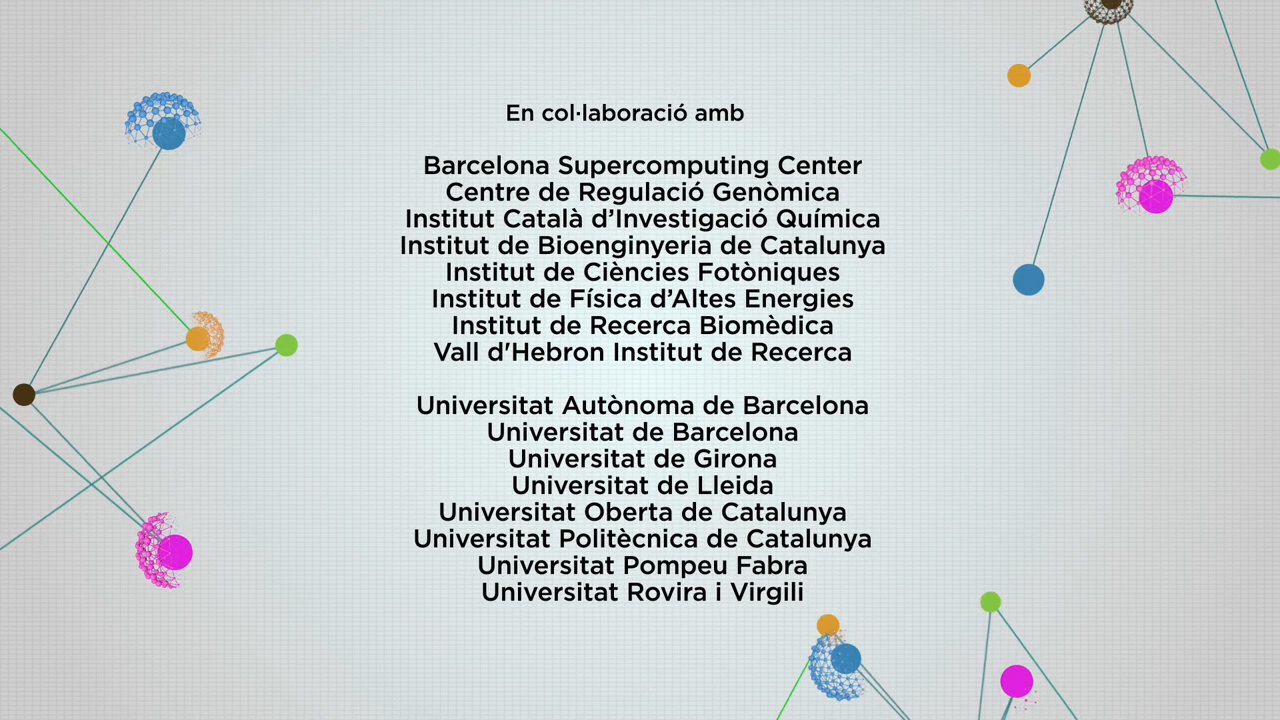 En col·laboració amb
Barcelona Supercomputing Center
Centre de Regulació Genòmica
Institut Català d’Investigació Química
Institut de Bioenginyeria de Catalunya
Institut de Ciències Fotòniques
Institut de Física d’Altes Energies
Institut de Recerca Biomèdica
Vall d'Hebron Institut de Recerca
Universitat Autònoma de Barcelona
Universitat de Barcelona
Universitat de Girona
Universitat de Lleida
Universitat Oberta de Catalunya
Universitat Politècnica de Catalunya
Universitat Pompeu Fabra
Universitat Rovira i Virgili